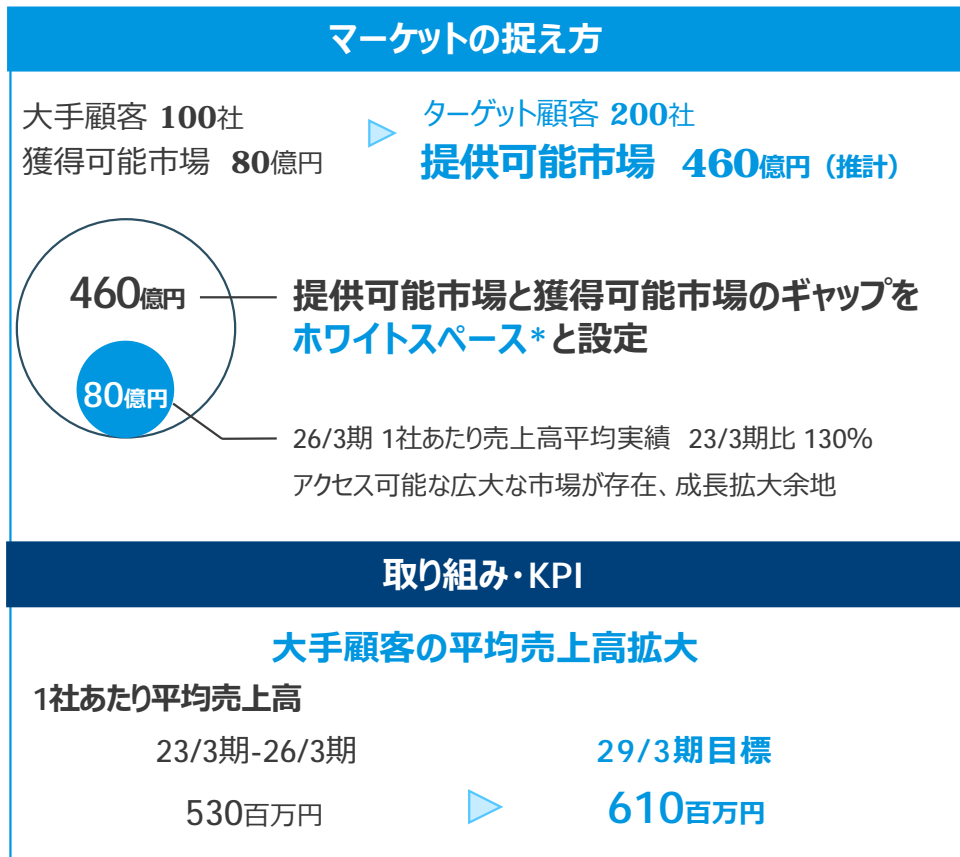 マーケットの捉え方
大手顧客 100社
獲得可能市場 80億円
ターゲット顧客 200社
提供可能市場 460億円（推計）
460億円
提供可能市場と獲得可能市場のギャップを
ホワイトスペース*と設定
80億円
26/3期 1社あたり売上高平均実績 23/3期比 130%
アクセス可能な広大な市場が存在、成長拡大余地
取り組み・KPI
大手顧客の平均売上高拡大
1社あたり平均売上高
23/3期-26/3期
29/3期目標
530百万円
610百万円